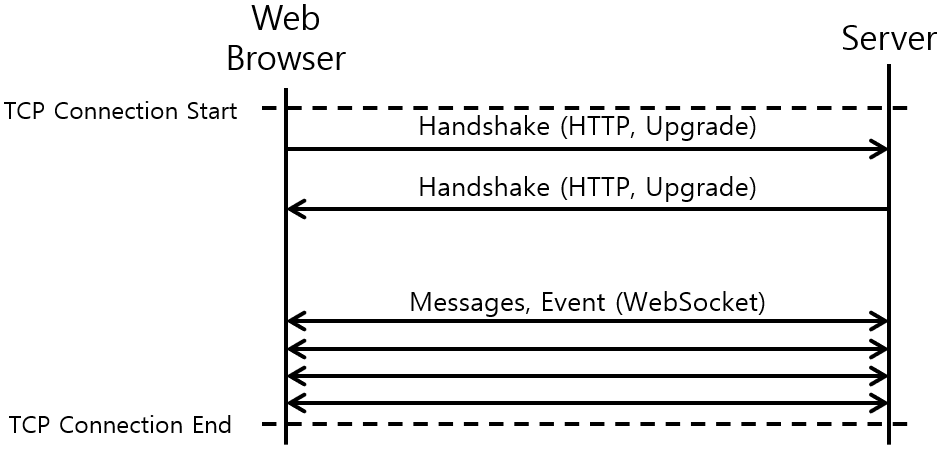 Web
Browser
Server
TCP Connection Start
Handshake (HTTP, Upgrade)
Handshake (HTTP, Upgrade)
Messages, Event (WebSocket)
TCP Connection End